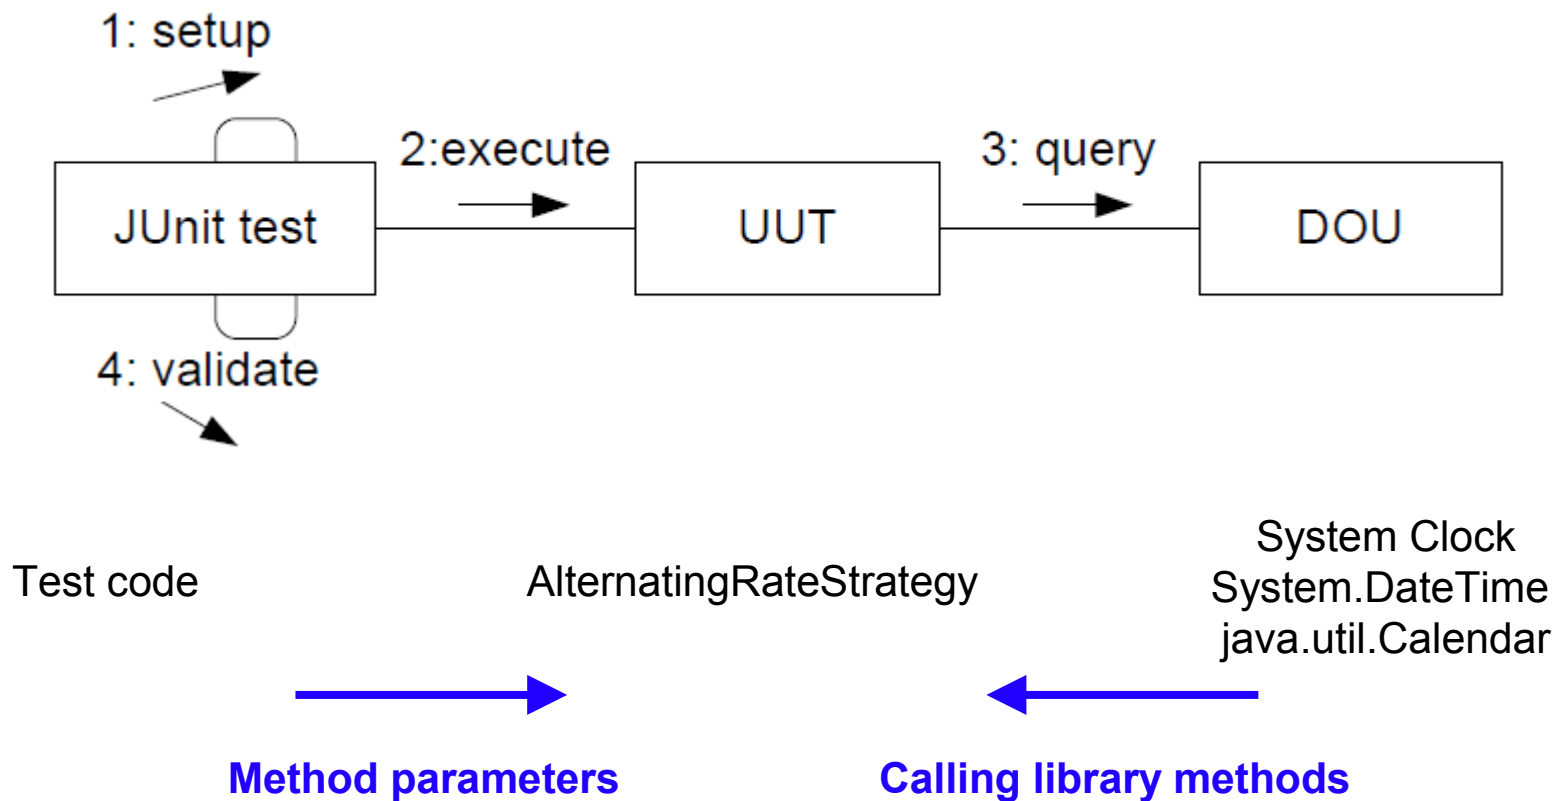 1: setup
2:execute
3: query
JUnit test
UUT
DOU
4: validate
System Clock
Test code
AlternatingRateStrategy
System.DateTime
java.util.Calendar
Method parameters
Calling library methods